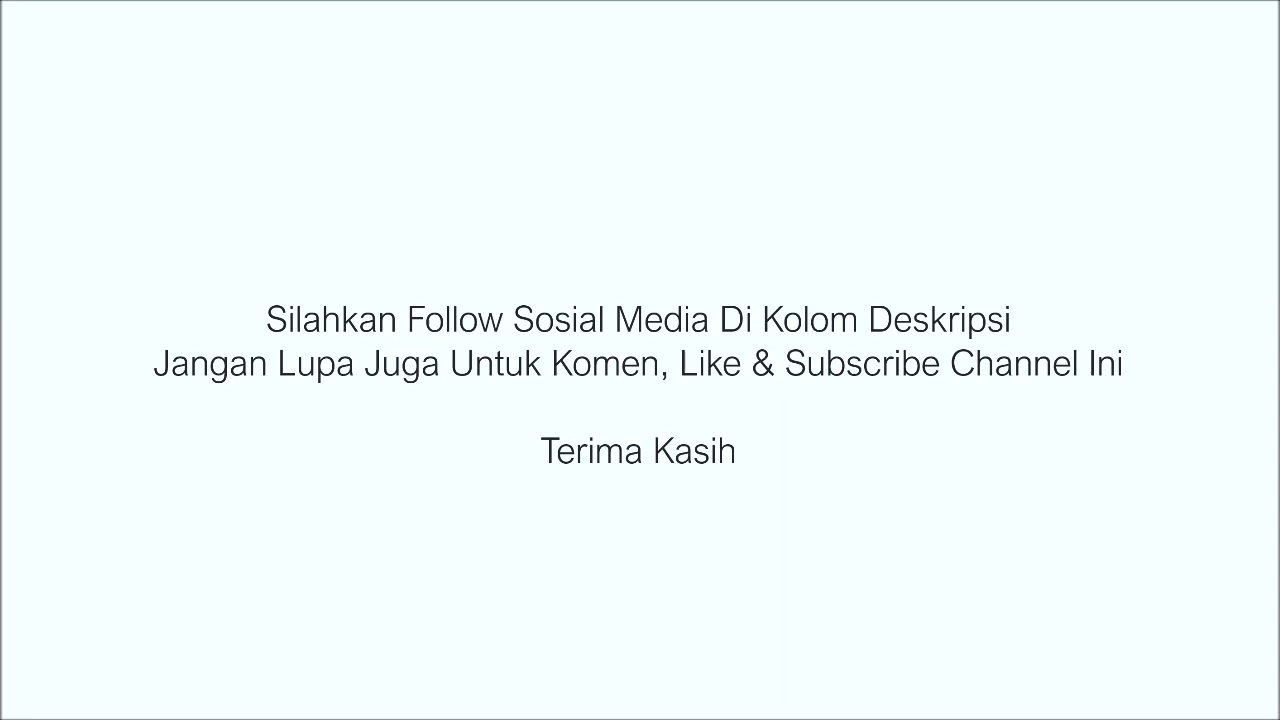 Silahkan Follow Sosial Media Di Kolom Deskripsi
Jangan Lupa Juga Untuk Komen, Like & Subscribe Channel Ini
Terima Kasih